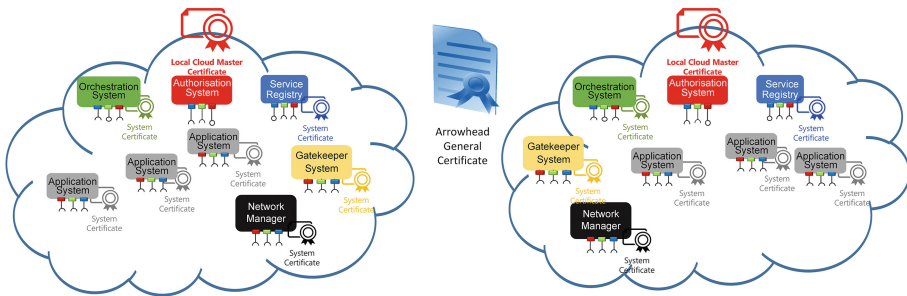 Local Cloud Master
Certificate
Orchestration
System
System
Certificate
Authorisation
System
Service
Registry
System
Certificate
Application
System
System
Certificate
Application
System
System
Certificate
Application
System
System
Certificate
Gatekeeper
System
System
Certificate
Network
Manager
System
Certificate
Arrowhead
General
Certificate
Local Cloud Master
Certificate
Orchestration
System
System
Certificate
Authorisation
System
Service
Registry
System
Certificate
Gatekeeper
System
System
Certificate
Application
System
System
Certificate
Application
System
System
Certificate
Application
System
System
Certificate
Network
Manager
System
Certificate